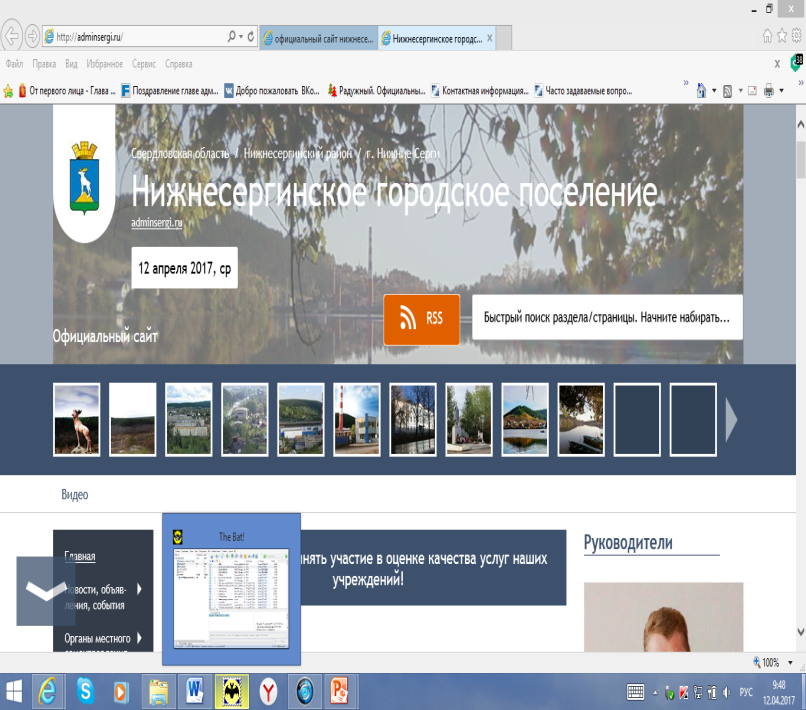 http://adminsergi.ru/
официальный сайт нижнесе...
Нижнесергинское городс...
Файл Правка Вид Избранное Сервис Справка
От первого лица - Глава ...
Поздравление главе адм...
Добро пожаловать ВКо...
Радужный. Официальны...
Контактная информация...
Часто задаваемые вопро...
Свердловская область / Нижнесергинский район / г. Нижние Серги
Нижнесергинское городское поселение
adminsergi.ru
12 апреля 2017, ср
RSS
Быстрый поиск раздела/страницы. Начните набирать...
Официальный сайт
Видео
The Bat!
Главная
нять участие в оценке качества услуг наших
учреждений!
Руководители
овости, объяв-
ления, события
Органы местного
100%
РУС
9:48
12.04.2017